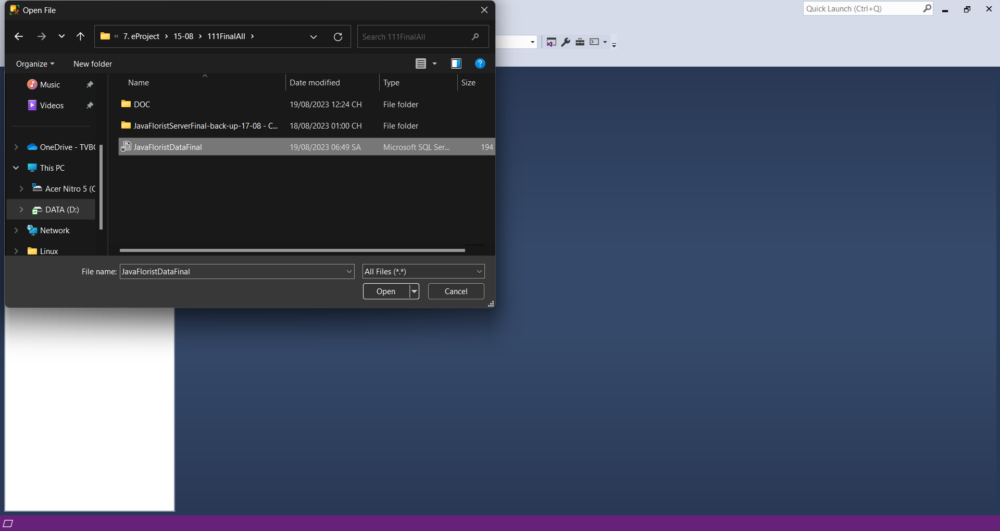 Open File
Quick Launch (Ctrl+Q)
« 7. eProject › 15-08 › 111FinalAll ›
Search 111FinalAll
Organize
New folder
Name
Date modified
Type
Size
Music
Videos
OneDrive - TVBC
This PC
Acer Nitro 5 (C
DATA (D:)
Network
Linux
DOC 19/08/2023 12:24 CH File folder
JavaFloristServerFinal-back-up-17-08 - C... 18/08/2023 01:00 CH File folder
JavaFloristDataFinal 19/08/2023 06:49 SA Microsoft SQL Ser... 194
File name: JavaFloristDataFinal
All Files (*.*)
Open
Cancel